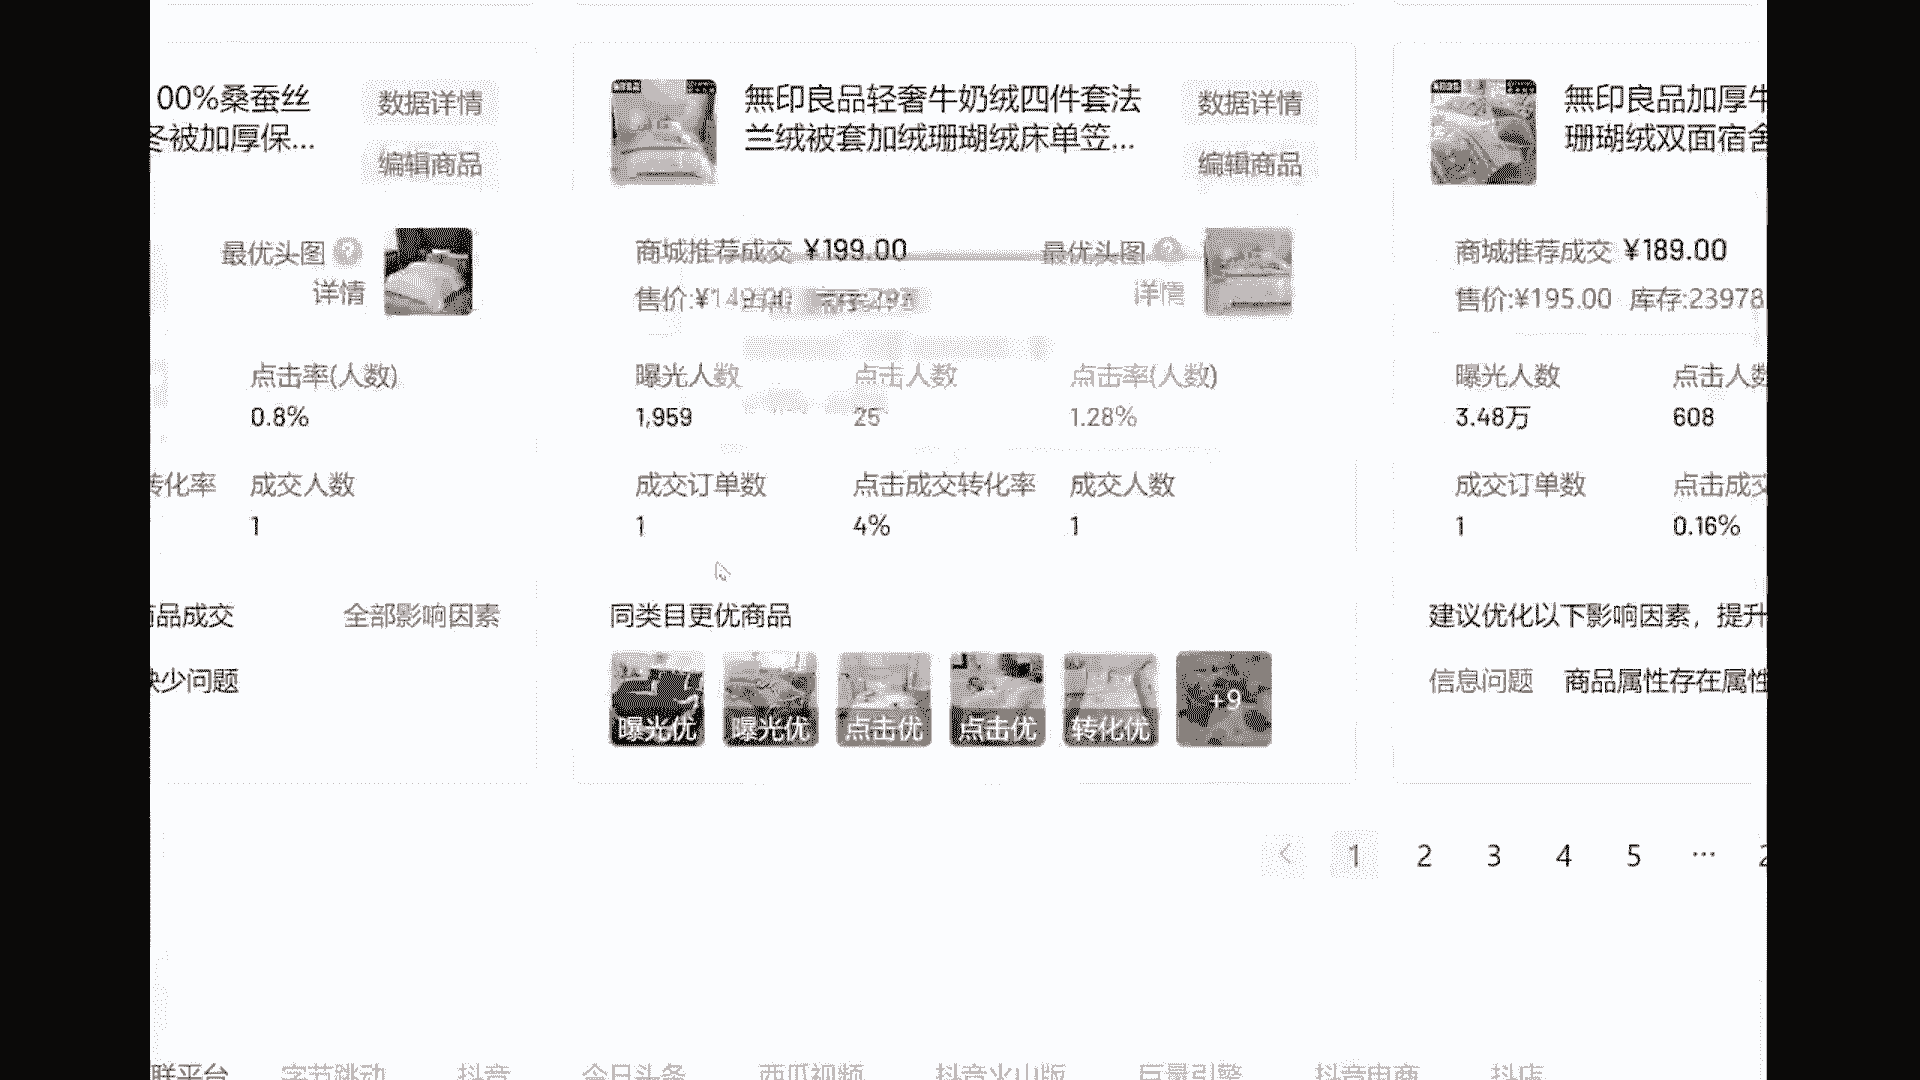 00%桑蚕丝
冬被加厚保...
数据详情
编辑商品
最优头图
详情
点击率(人数)
0.8%
转化率
成交人数
1
商品成交
全部影响因素
缺少问题
無印良品轻奢牛奶绒四件套法
兰绒被套加绒珊瑚绒床单笠...
数据详情
编辑商品
商城推荐成交 ¥199.00
最优头图
售价:¥149.00
详情
曝光人数
点击人数
点击率(人数)
1,959
25
1.28%
成交订单数
点击成交转化率
成交人数
1
4%
1
同类目更优商品
曝光优
曝光优
点击优
点击优
转化优
+9
無印良品加厚牛
珊瑚绒双面宿舍
商城推荐成交 ¥189.00
售价:¥195.00 库存:23978
曝光人数
点击人数
3.48万
608
成交订单数
点击成交
1
0.16%
建议优化以下影响因素，提升
信息问题
商品属性存在属性
1 2 3 4 5 ... 2
联平台 字节跳动 抖音 今日头条 西瓜视频 抖音火山版 巨量引擎 抖音电商 抖店